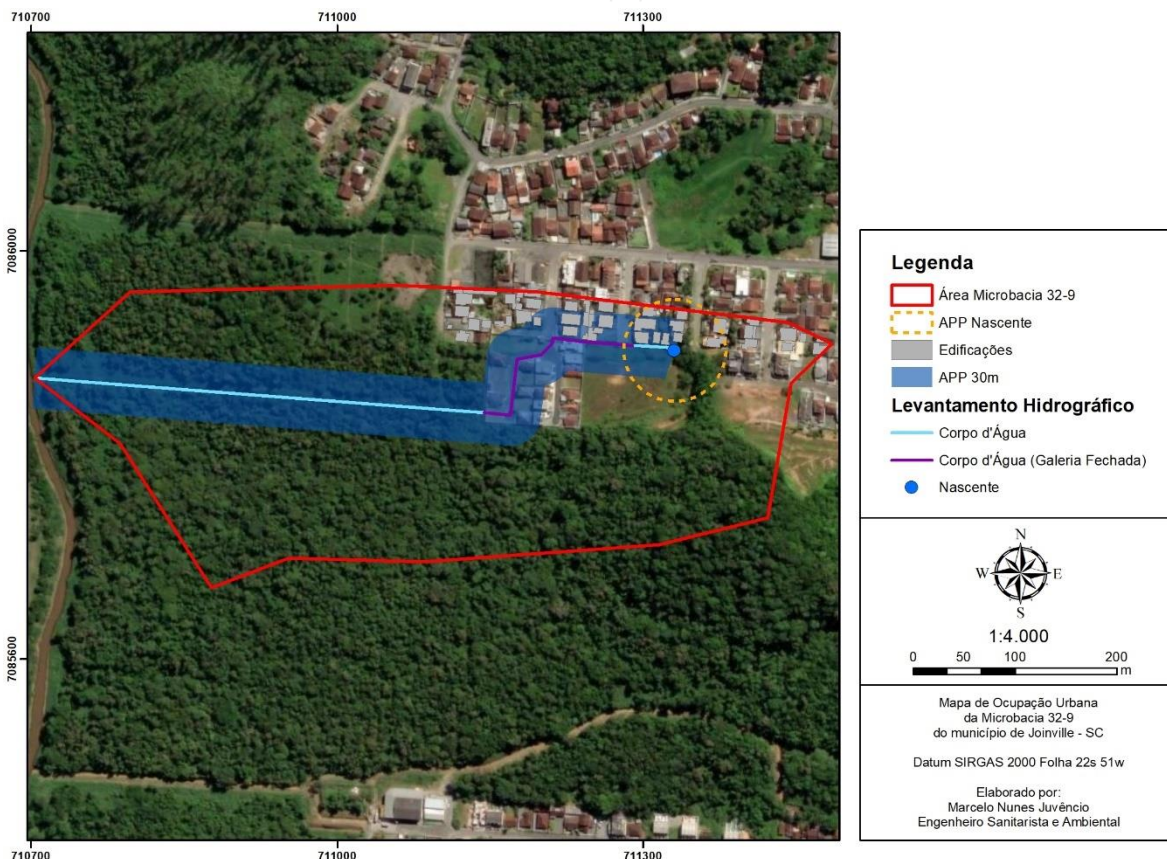 710700 711000 711300
7086000
7085600
710700 711000 711300
Legenda
Área Microbacia 32-9
APP Nascente
Edificações
APP 30m
Levantamento Hidrográfico
Corpo d'Água
Corpo d'Água (Galeria Fechada)
Nascente
N
W E
S
1:4.000
0 50 100 200
m
Mapa de Ocupação Urbana
da Microbacia 32-9
do município de Joinville - SC
Datum SIRGAS 2000 Folha 22s 51w
Elaborado por:
Marcelo Nunes Juvêncio
Engenheiro Sanitarista e Ambiental